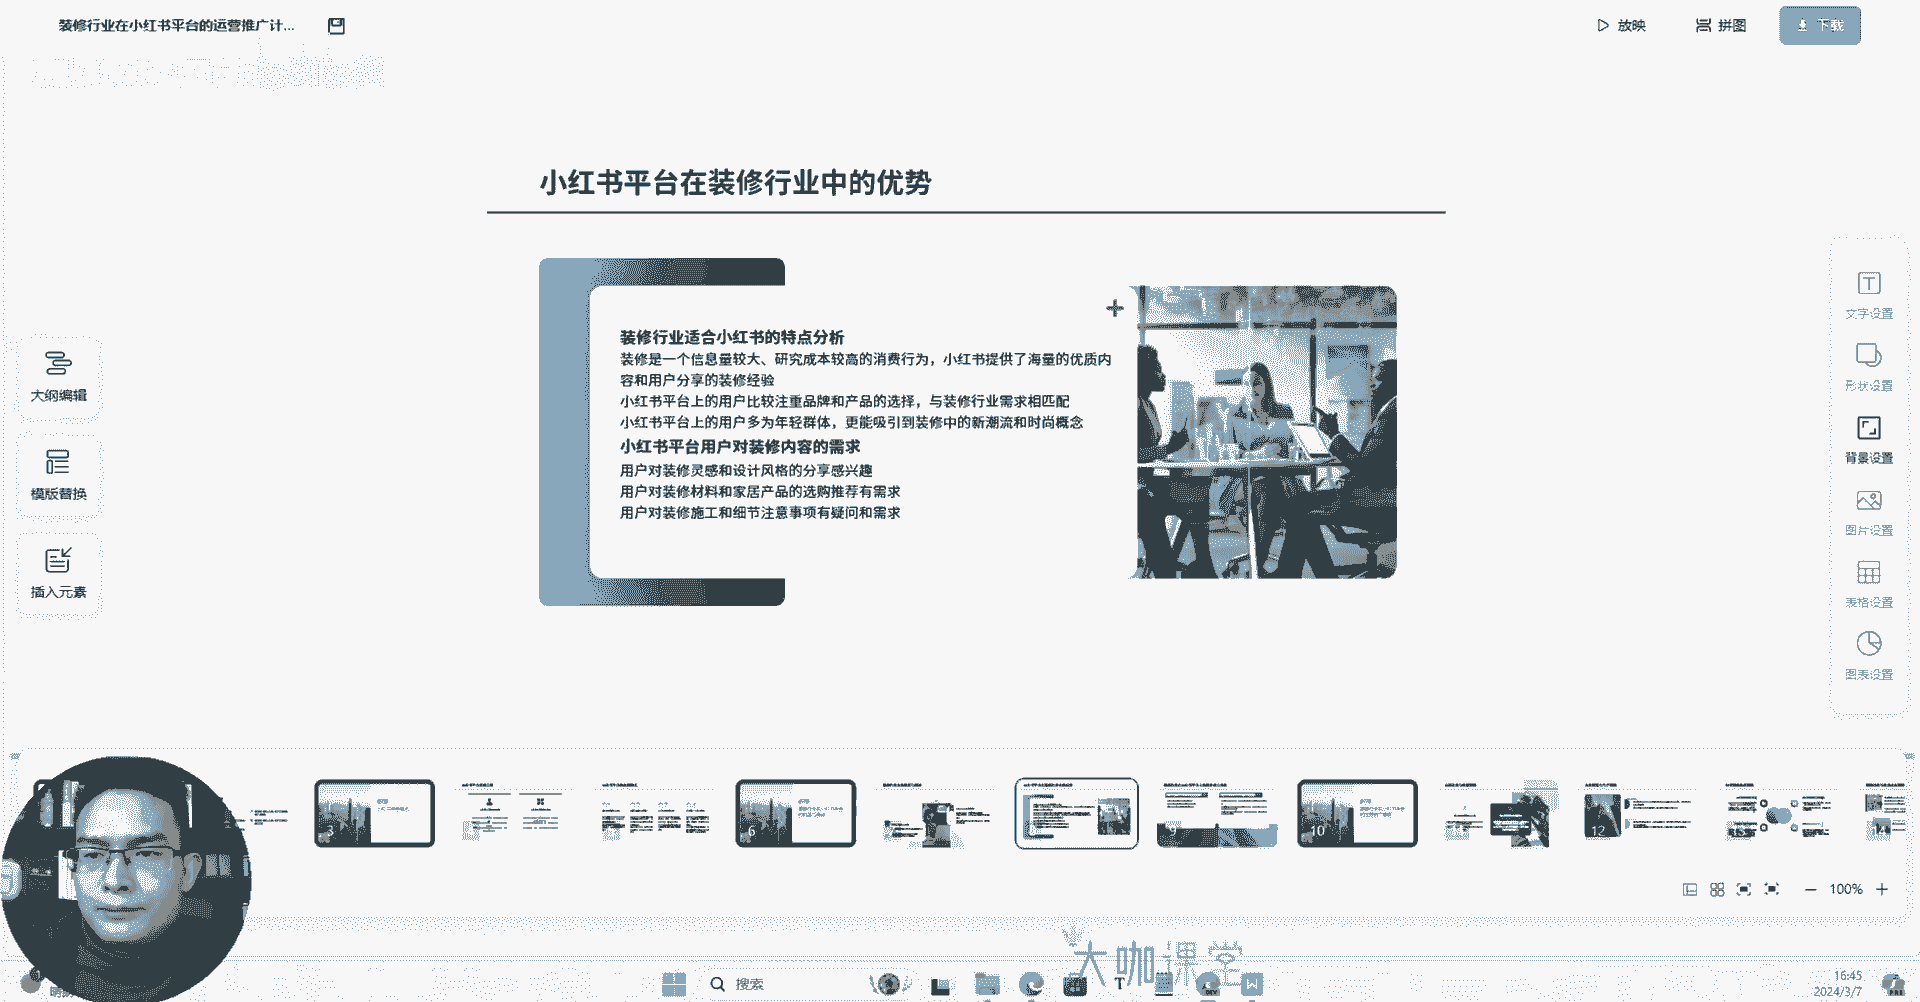 装修行业在小红书平台的运营推广计...
放映
拼图
下载
小红书平台在装修行业中的优势
装修行业适合小红书的特点分析
装修是一个信息量较大、研究成本较高的消费行为，小红书提供了海量的优质内
容和用户分享的装修经验
小红书平台上的用户比较注重品牌和产品的选择，与装修行业需求相匹配
小红书平台上的用户多为年轻群体，更能吸引到装修中的新潮流和时尚概念
小红书平台用户对装修内容的需求
用户对装修灵感和设计风格的分享感兴趣
用户对装修材料和家居产品的选购推荐有需求
用户对装修施工和细节注意事项有疑问和需求
大纲编辑
模版替换
插入元素
文字设置
形状设置
背景设置
图片设置
表格设置
图表设置
3
6
8
9
10
12
13
14
100%
大咖课堂
搜索
16:45
2024/3/7